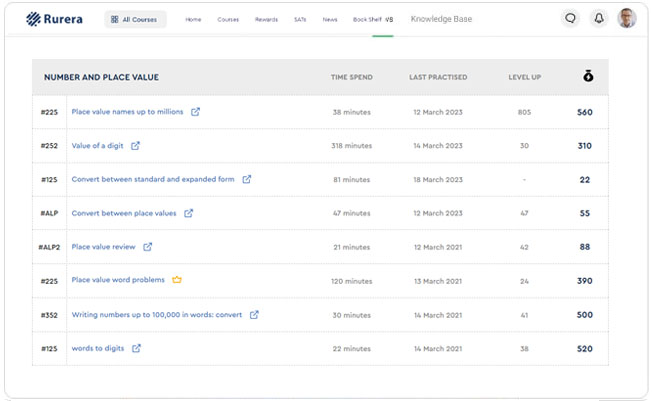 Rurera
All Courses Home Courses Rewards SATs News Book Shelf Knowledge Base
NUMBER AND PLACE VALUE TIME SPEND LAST PRACTISED LEVEL UP
#225 Place value names up to millions 38 minutes 12 March 2023 805 560
#252 Value of a digit 318 minutes 14 March 2023 30 310
#125 Convert between standard and expanded form 81 minutes 18 March 2023 - 22
#ALP Convert between place values 47 minutes 12 March 2023 47 55
#ALP2 Place value review 21 minutes 12 March 2021 42 88
#225 Place value word problems 120 minutes 13 March 2021 24 390
#352 Writing numbers up to 100,000 in words: convert 30 minutes 14 March 2021 41 500
#125 words to digits 22 minutes 14 March 2021 38 520